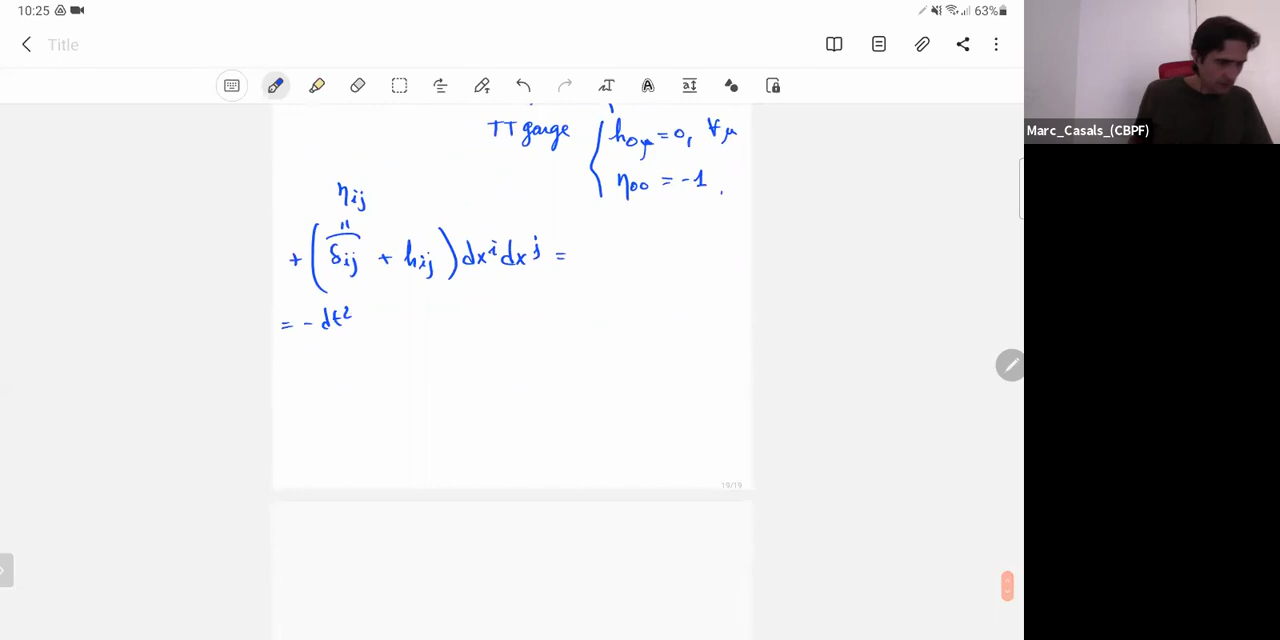 10:25
63%
Title
TT gauge { h₀μ = 0, ∀μ
η₀₀ = -1 .
ηij
"
+ ( δij + hij ) dxⁱ dxʲ =
= - dt²
19/19
Marc_Casals_(CBPF)